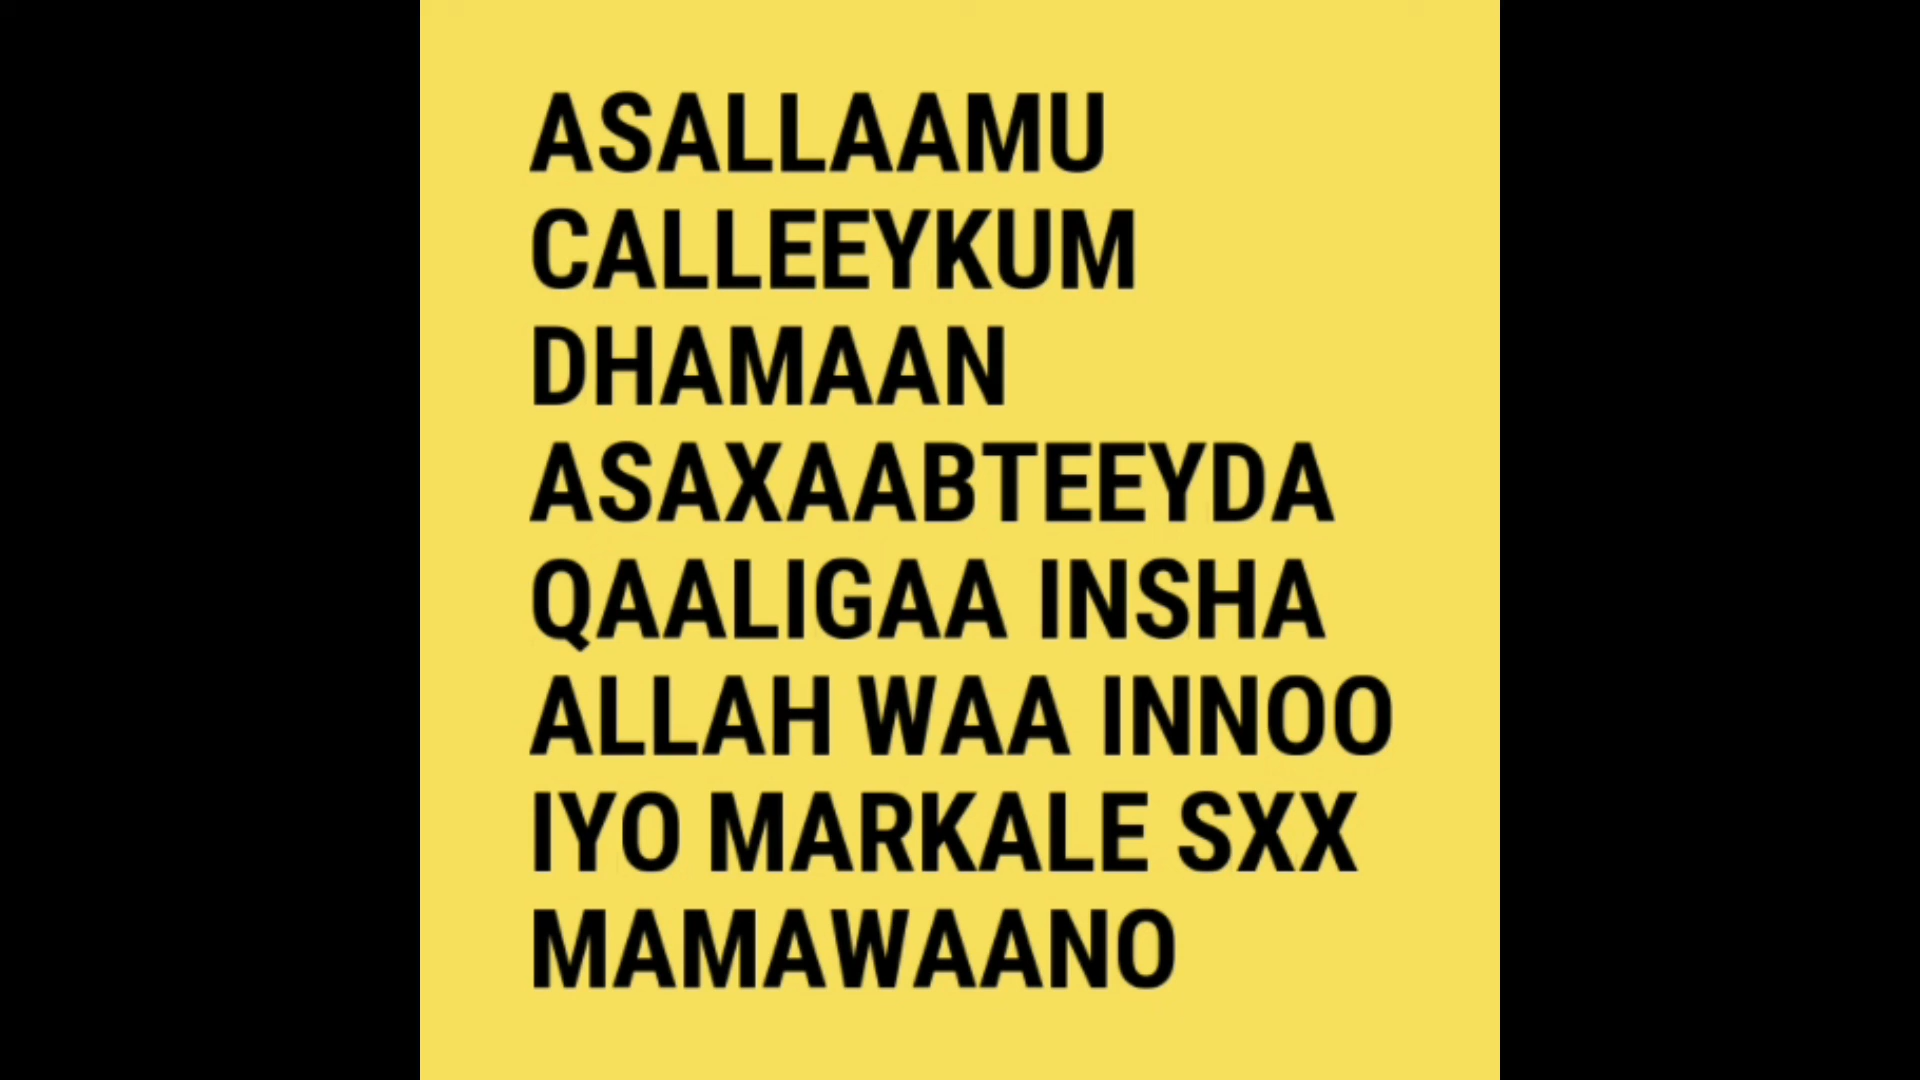 ASALLAAMU
CALLEEYKUM
DHAMAAN
ASAXAABTEEYDA
QAALIGAA INSHA
ALLAH WAA INNOO
IYO MARKALE SXX
MAMAWAANO